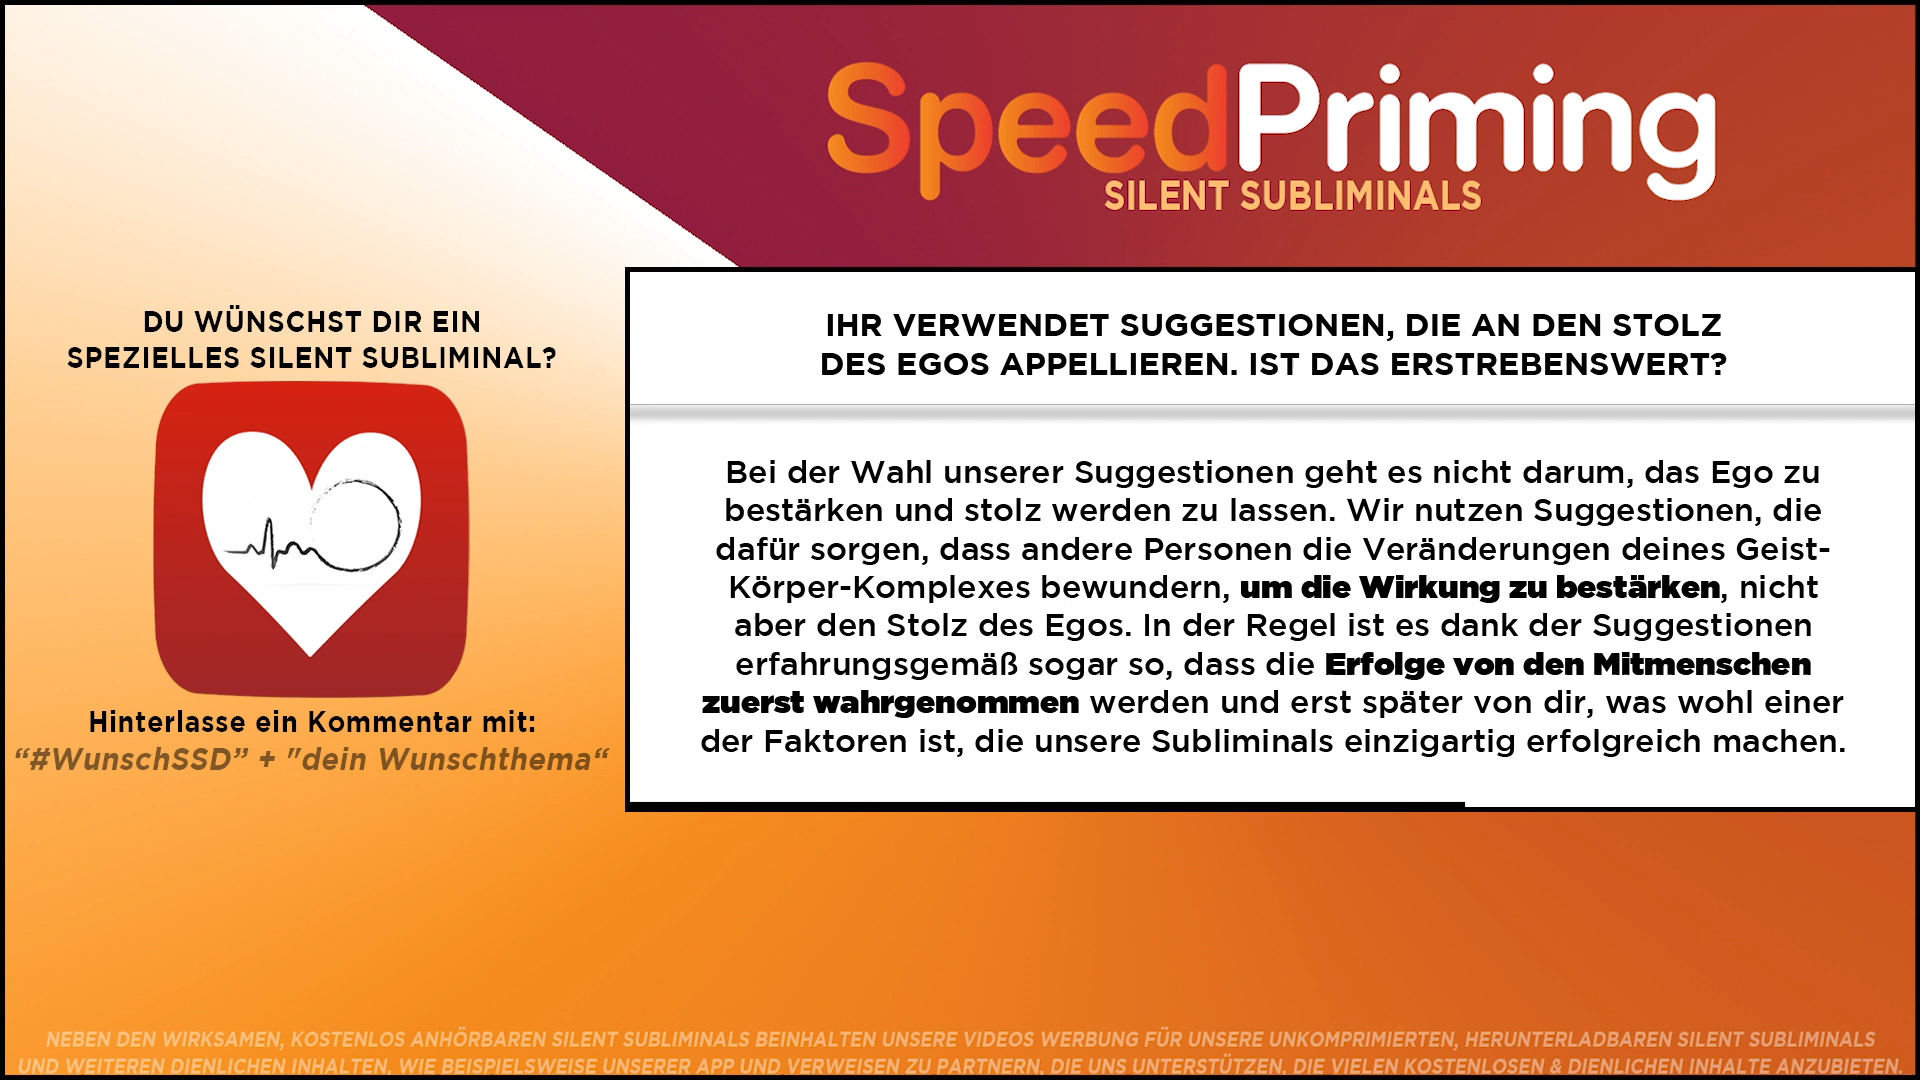 SpeedPriming
SILENT SUBLIMINALS
DU WÜNSCHST DIR EIN
SPEZIELLES SILENT SUBLIMINAL?
Hinterlasse ein Kommentar mit:
“#WunschSSD” + "dein Wunschthema“
IHR VERWENDET SUGGESTIONEN, DIE AN DEN STOLZ
DES EGOS APPELLIEREN. IST DAS ERSTREBENSWERT?
Bei der Wahl unserer Suggestionen geht es nicht darum, das Ego zu
bestärken und stolz werden zu lassen. Wir nutzen Suggestionen, die
dafür sorgen, dass andere Personen die Veränderungen deines Geist-
Körper-Komplexes bewundern, um die Wirkung zu bestärken, nicht
aber den Stolz des Egos. In der Regel ist es dank der Suggestionen
erfahrungsgemäß sogar so, dass die Erfolge von den Mitmenschen
zuerst wahrgenommen werden und erst später von dir, was wohl einer
der Faktoren ist, die unsere Subliminals einzigartig erfolgreich machen.
NEBEN DEN WIRKSAMEN, KOSTENLOS ANHÖRBAREN SILENT SUBLIMINALS BEINHALTEN UNSERE VIDEOS WERBUNG FÜR UNSERE UNKOMPRIMIERTEN, HERUNTERLADBAREN SILENT SUBLIMINALS
UND WEITEREN DIENLICHEN INHALTEN, WIE BEISPIELSWEISE UNSERER APP UND VERWEISEN ZU PARTNERN, DIE UNS UNTERSTÜTZEN, DIE VIELEN KOSTENLOSEN & DIENLICHEN INHALTE ANZUBIETEN.